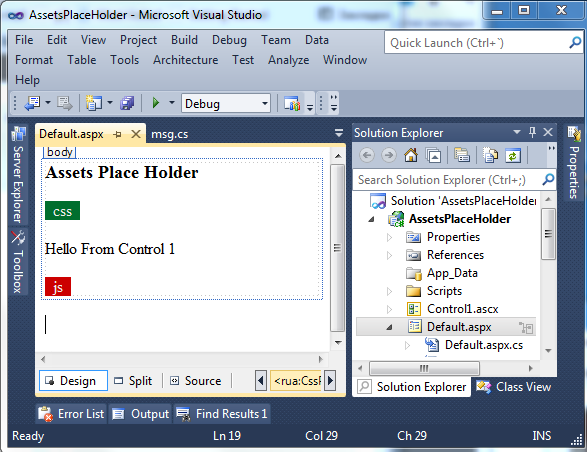 AssetsPlaceHolder - Microsoft Visual Studio
File Edit View Project Build Debug Team Data
Quick Launch (Ctrl+`)
Format Table Tools Architecture Test Analyze Window
Help
Debug
Server Explorer
Toolbox
Default.aspx
msg.cs
body
Assets Place Holder
css
Hello From Control 1
js
Design
Split
Source
<rua:CssP
Solution Explorer
Search Solution Explorer (Ctrl+;)
Solution 'AssetsPlaceHolder
AssetsPlaceHolder
Properties
References
App_Data
Scripts
Control1.ascx
Default.aspx
Default.aspx.cs
Solution Explorer
Class View
Properties
Error List
Output
Find Results 1
Ready
Ln 19
Col 29
Ch 29
INS